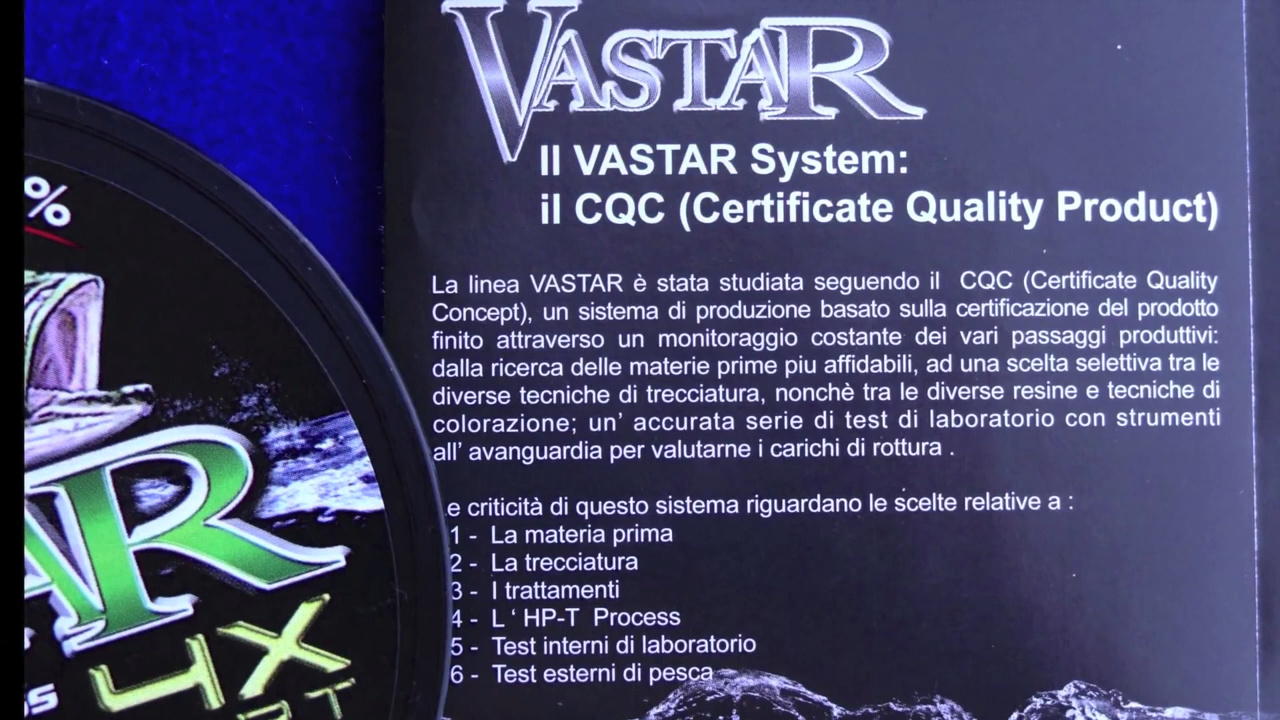 VASTAR
Il VASTAR System:
il CQC (Certificate Quality Product)
La linea VASTAR è stata studiata seguendo il CQC (Certificate Quality
Concept), un sistema di produzione basato sulla certificazione del prodotto
finito attraverso un monitoraggio costante dei vari passaggi produttivi:
dalla ricerca delle materie prime piu affidabili, ad una scelta selettiva tra le
diverse tecniche di trecciatura, nonchè tra le diverse resine e tecniche di
colorazione; un' accurata serie di test di laboratorio con strumenti
all' avanguardia per valutarne i carichi di rottura .
e criticità di questo sistema riguardano le scelte relative a :
1 - La materia prima
2 - La trecciatura
3 - I trattamenti
4 - L ' HP-T Process
5 - Test interni di laboratorio
6 - Test esterni di pesca
%
AR
4X